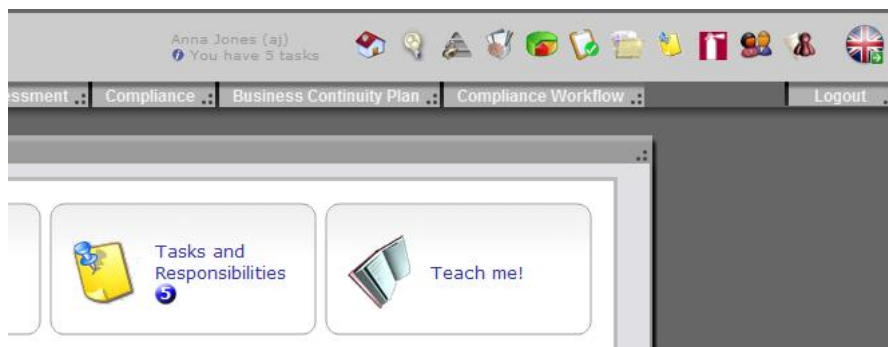 Anna Jones (aj)
You have 5 tasks
essment
Compliance
Business Continuity Plan
Compliance Workflow
Logout
Tasks and
Responsibilities
5
Teach me!